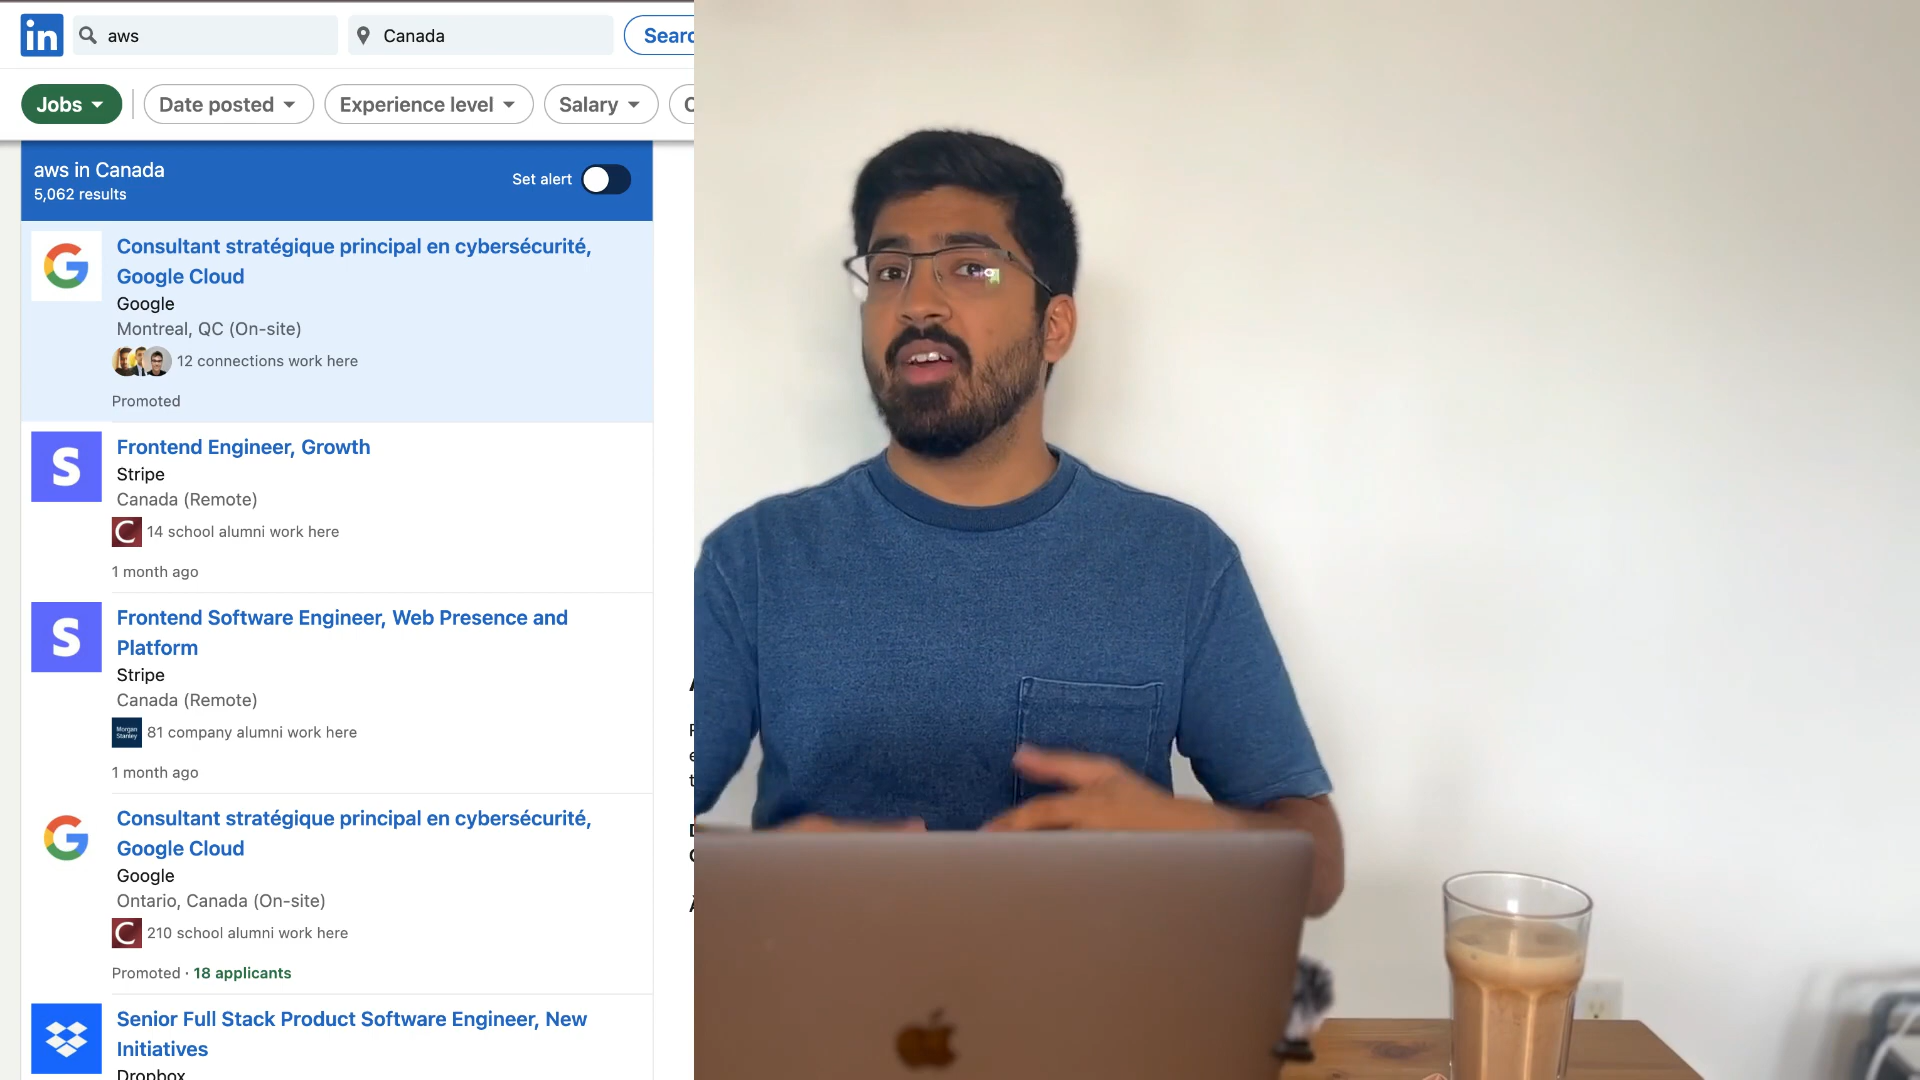 in
aws
Canada
Searc
Jobs
Date posted
Experience level
Salary
C
aws in Canada
5,062 results
Set alert
Consultant stratégique principal en cybersécurité,
Google Cloud
Google
Montreal, QC (On-site)
12 connections work here
Promoted
S
Frontend Engineer, Growth
Stripe
Canada (Remote)
C
14 school alumni work here
1 month ago
S
Frontend Software Engineer, Web Presence and
Platform
Stripe
Canada (Remote)
Morgan
Stanley
81 company alumni work here
1 month ago
Consultant stratégique principal en cybersécurité,
Google Cloud
Google
Ontario, Canada (On-site)
C
210 school alumni work here
Promoted · 18 applicants
Senior Full Stack Product Software Engineer, New
Initiatives
Dropbox